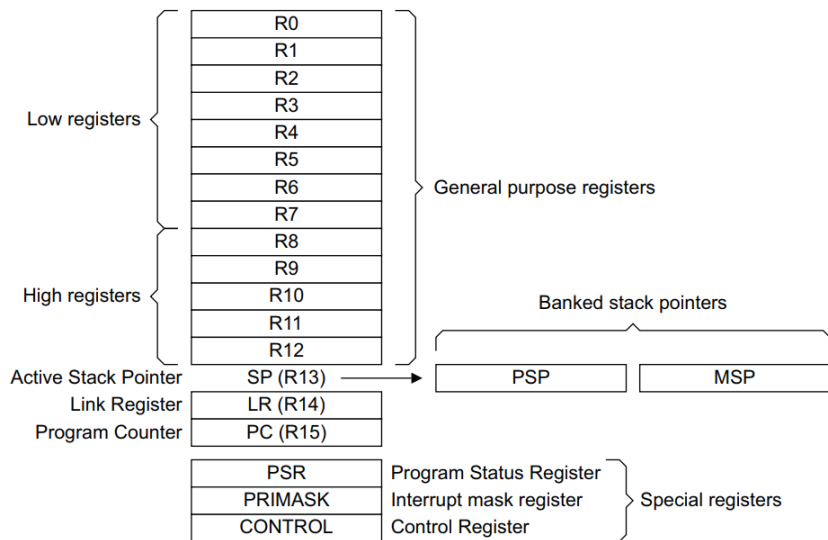 R0
R1
R2
R3
Low registers R4
R5
R6 General purpose registers
R7
R8
R9
High registers R10
Banked stack pointers
R11
R12
Active Stack Pointer SP (R13) PSP MSP
Link Register LR (R14)
Program Counter PC (R15)
PSR Program Status Register
PRIMASK Interrupt mask register Special registers
CONTROL Control Register